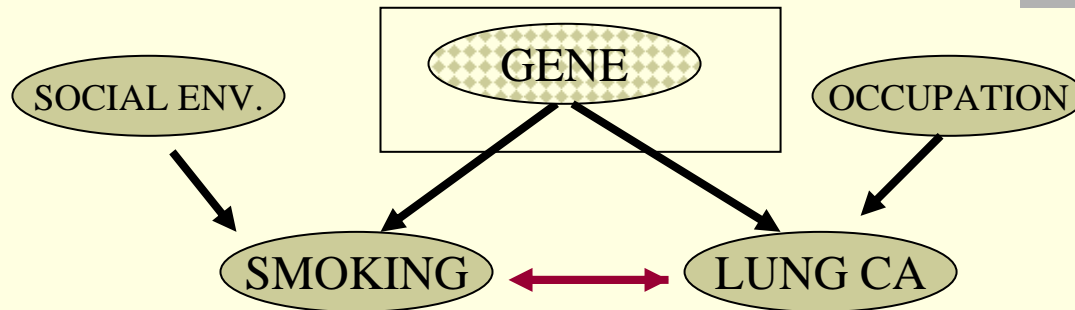 GENE
SOCIAL ENV.
OCCUPATION
SMOKING
LUNG CA